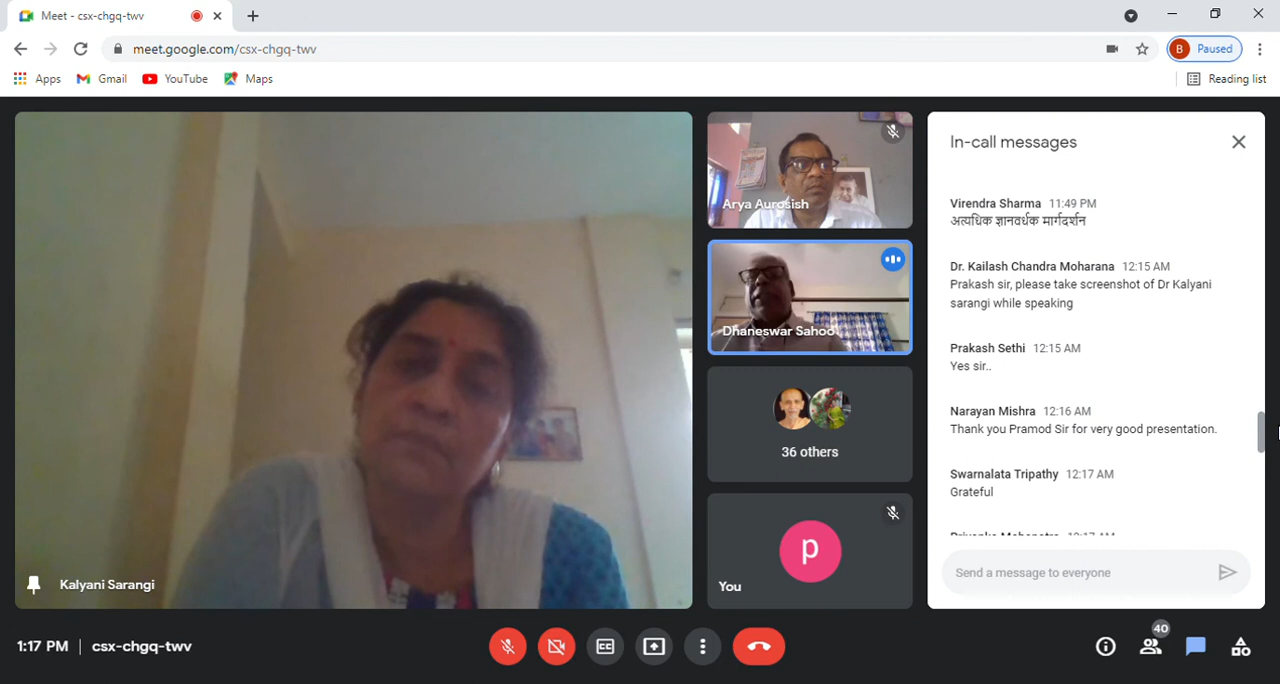 Meet - csx-chgq-twv
meet.google.com/csx-chgq-twv
B Paused
Apps Gmail YouTube Maps Reading list
Arya Aurosish
Dhaneswar Sahoo
36 others
p
You
Kalyani Sarangi
In-call messages
Virendra Sharma 11:49 PM
अत्यधिक ज्ञानवर्धक मार्गदर्शन
Dr. Kailash Chandra Moharana 12:15 AM
Prakash sir, please take screenshot of Dr Kalyani
sarangi while speaking
Prakash Sethi 12:15 AM
Yes sir..
Narayan Mishra 12:16 AM
Thank you Pramod Sir for very good presentation.
Swarnalata Tripathy 12:17 AM
Grateful
Send a message to everyone
1:17 PM | csx-chgq-twv
CC
40